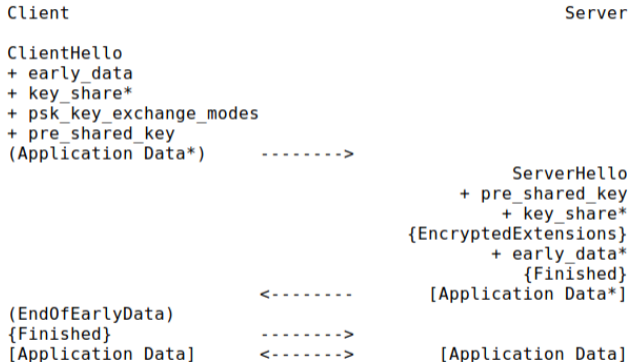 Client Server
ClientHello
+ early_data
+ key_share*
+ psk_key_exchange_modes
+ pre_shared_key
(Application Data*) -------->
ServerHello
+ pre_shared_key
+ key_share*
{EncryptedExtensions}
+ early_data*
{Finished}
<-------- [Application Data*]
(EndOfEarlyData)
{Finished} -------->
[Application Data] <-------> [Application Data]